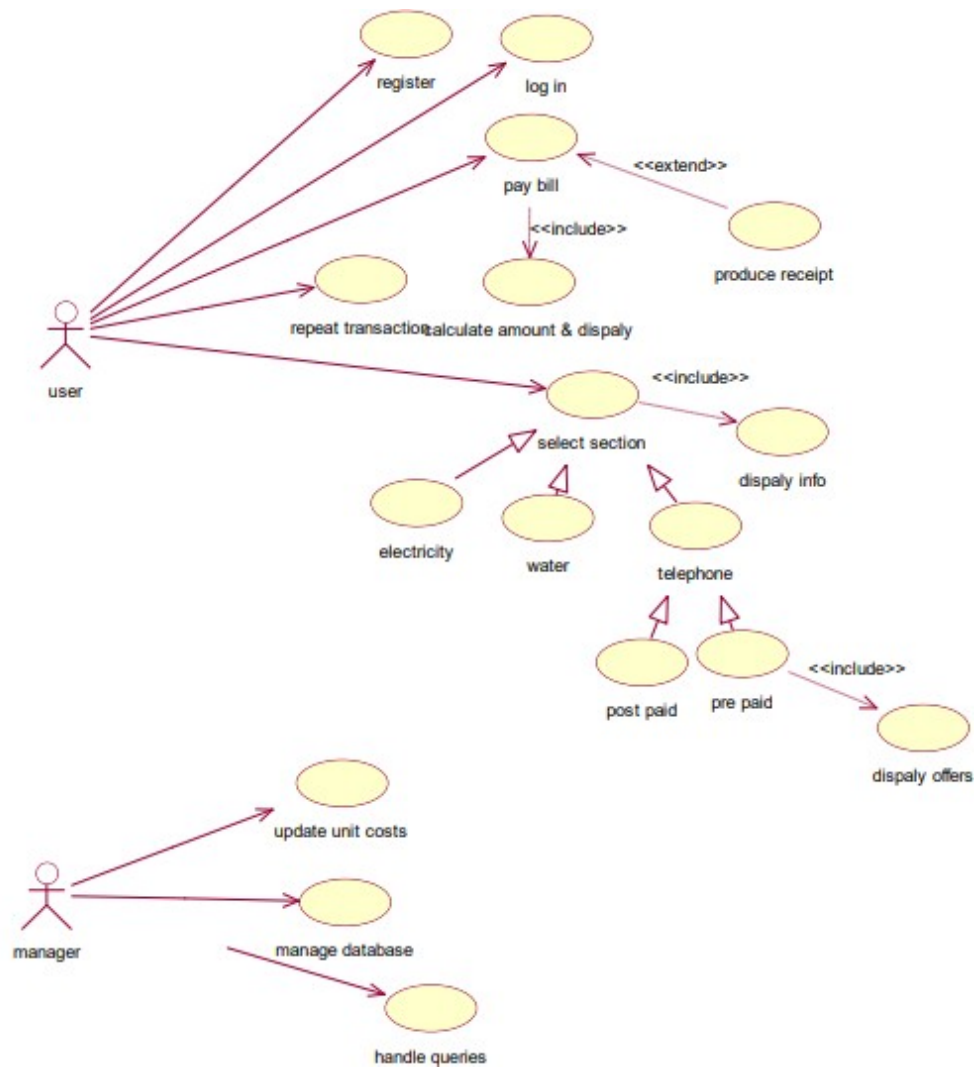 register
log in
pay bill
<<extend>>
<<include>>
produce receipt
repeat transaction
calculate amount & dispaly
user
<<include>>
select section
dispaly info
electricity
water
telephone
<<include>>
post paid
pre paid
dispaly offers
update unit costs
manager
manage database
handle queries